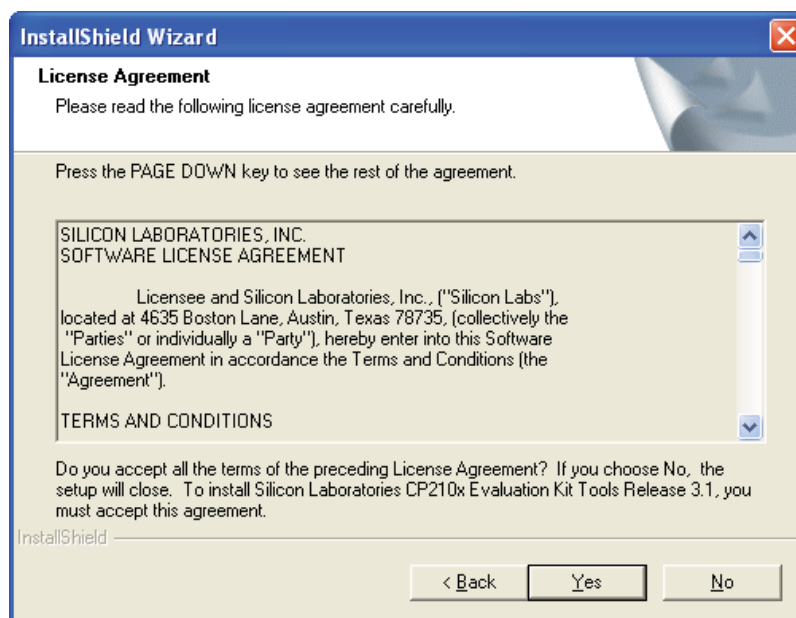 InstallShield Wizard
License Agreement
Please read the following license agreement carefully.
Press the PAGE DOWN key to see the rest of the agreement.
SILICON LABORATORIES, INC.
SOFTWARE LICENSE AGREEMENT
Licensee and Silicon Laboratories, Inc., ("Silicon Labs"),
located at 4635 Boston Lane, Austin, Texas 78735, (collectively the
"Parties" or individually a "Party"), hereby enter into this Software
License Agreement in accordance the Terms and Conditions (the
"Agreement").
TERMS AND CONDITIONS
Do you accept all the terms of the preceding License Agreement? If you choose No, the
setup will close. To install Silicon Laboratories CP210x Evaluation Kit Tools Release 3.1, you
must accept this agreement.
InstallShield
< Back
Yes
No